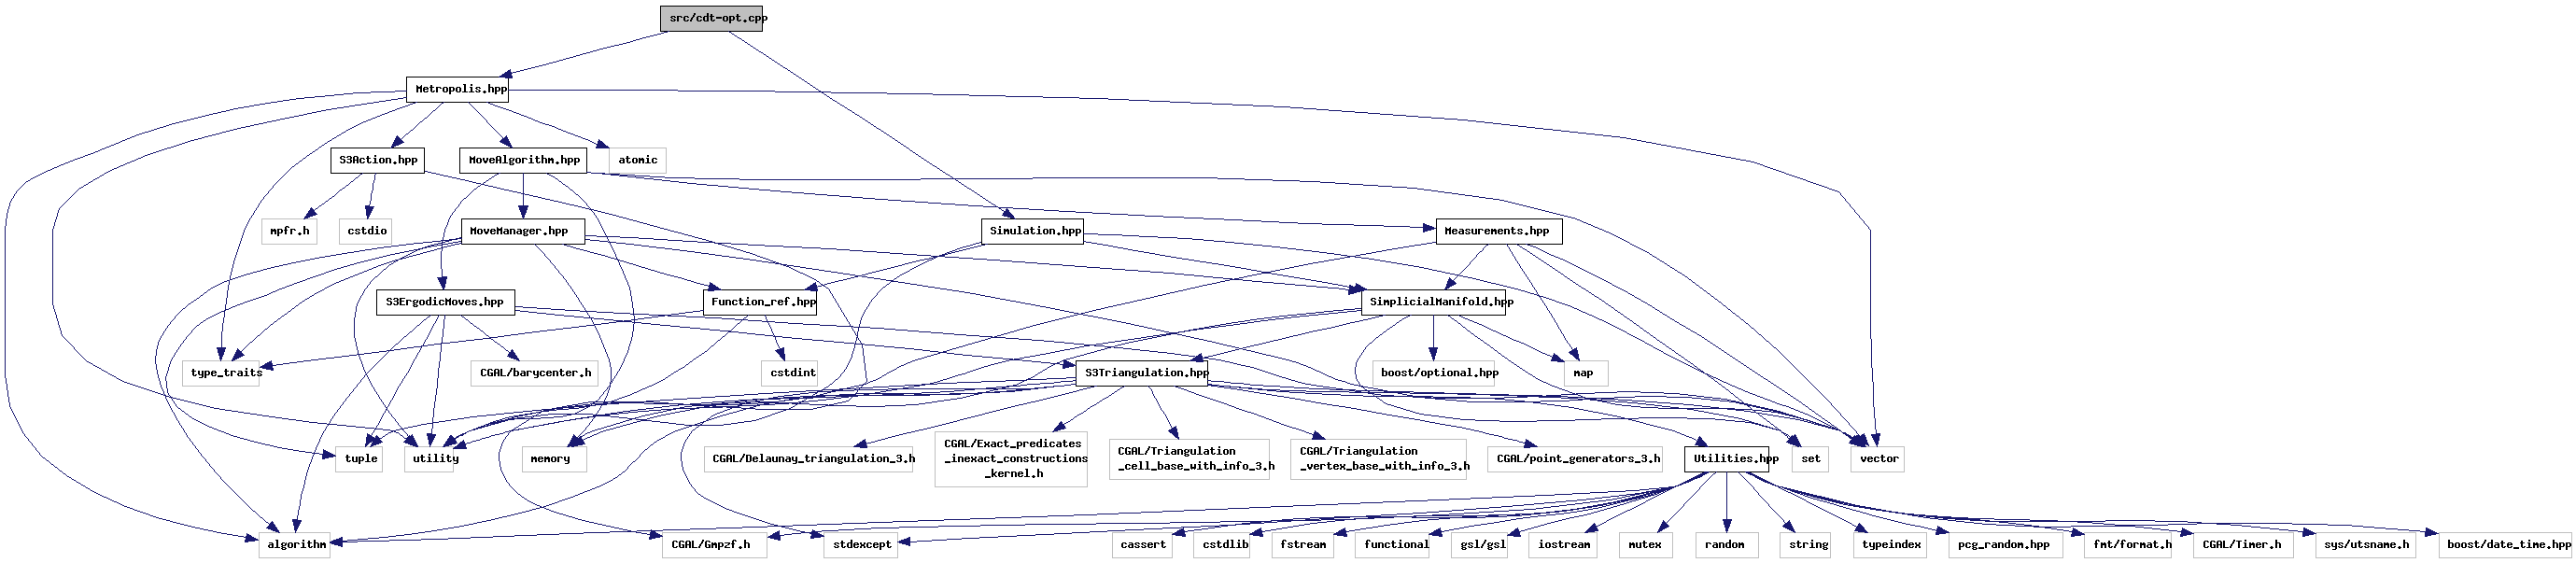 src/cdt-opt.cpp
Metropolis.hpp
S3Action.hpp
MoveAlgorithm.hpp
atomic
mpfr.h
cstdio
MoveManager.hpp
Simulation.hpp
Measurements.hpp
S3ErgodicMoves.hpp
Function_ref.hpp
SimplicialManifold.hpp
type_traits
CGAL/barycenter.h
cstdint
S3Triangulation.hpp
boost/optional.hpp
map
tuple
utility
memory
CGAL/Delaunay_triangulation_3.h
CGAL/Exact_predicates
_inexact_constructions
_kernel.h
CGAL/Triangulation
_cell_base_with_info_3.h
CGAL/Triangulation
_vertex_base_with_info_3.h
CGAL/point_generators_3.h
Utilities.hpp
set
vector
algorithm
CGAL/Gmpzf.h
stdexcept
cassert
cstdlib
fstream
functional
gsl/gsl
iostream
mutex
random
string
typeindex
pcg_random.hpp
fmt/format.h
CGAL/Timer.h
sys/utsname.h
boost/date_time.hpp